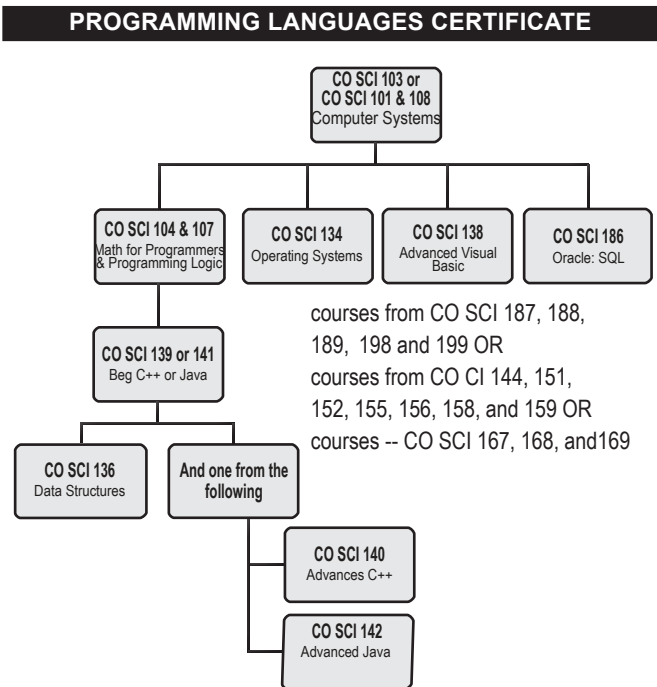 PROGRAMMING LANGUAGES CERTIFICATE
CO SCI 103 or
CO SCI 101 & 108
Computer Systems
CO SCI 104 & 107
Math for Programmers
& Programming Logic
CO SCI 134
Operating Systems
CO SCI 138
Advanced Visual
Basic
CO SCI 186
Oracle: SQL
courses from CO SCI 187, 188,
189, 198 and 199 OR
courses from CO CI 144, 151,
152, 155, 156, 158, and 159 OR
courses -- CO SCI 167, 168, and169
CO SCI 139 or 141
Beg C++ or Java
CO SCI 136
Data Structures
And one from the
following
CO SCI 140
Advances C++
CO SCI 142
Advanced Java